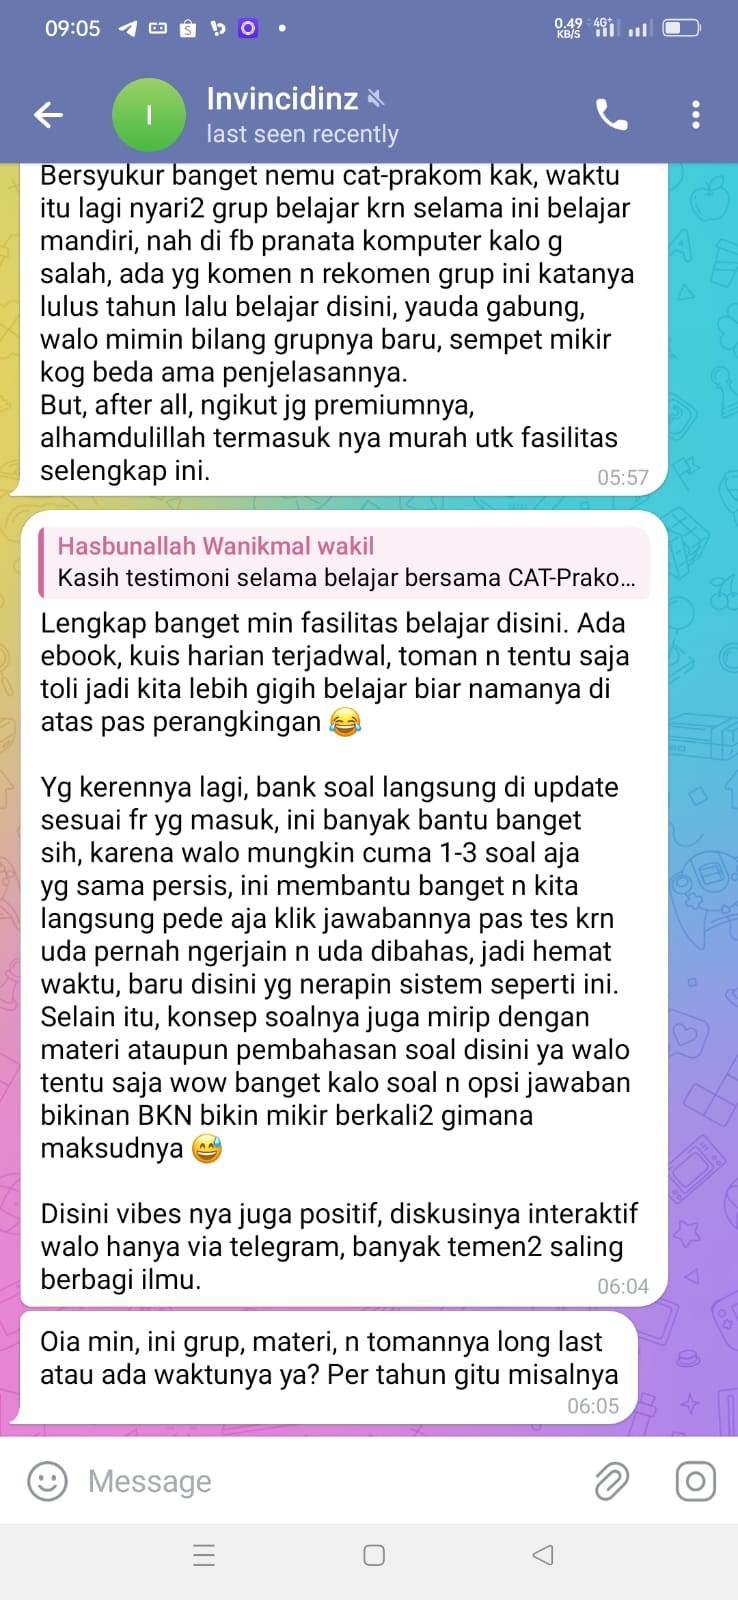 09:05
0.49
KB/S
4G+
I
Invincidinz
last seen recently
Bersyukur banget nemu cat-prakom kak, waktu
itu lagi nyari2 grup belajar krn selama ini belajar
mandiri, nah di fb pranata komputer kalo g
salah, ada yg komen n rekomen grup ini katanya
lulus tahun lalu belajar disini, yauda gabung,
walo mimin bilang grupnya baru, sempet mikir
kog beda ama penjelasannya.
But, after all, ngikut jg premiumnya,
alhamdulillah termasuk nya murah utk fasilitas
selengkap ini.
05:57
Hasbunallah Wanikmal wakil
Kasih testimoni selama belajar bersama CAT-Prako...
Lengkap banget min fasilitas belajar disini. Ada
ebook, kuis harian terjadwal, toman n tentu saja
toli jadi kita lebih gigih belajar biar namanya di
atas pas perangkingan 😂
Yg kerennya lagi, bank soal langsung di update
sesuai fr yg masuk, ini banyak bantu banget
sih, karena walo mungkin cuma 1-3 soal aja
yg sama persis, ini membantu banget n kita
langsung pede aja klik jawabannya pas tes krn
uda pernah ngerjain n uda dibahas, jadi hemat
waktu, baru disini yg nerapin sistem seperti ini.
Selain itu, konsep soalnya juga mirip dengan
materi ataupun pembahasan soal disini ya walo
tentu saja wow banget kalo soal n opsi jawaban
bikinan BKN bikin mikir berkali2 gimana
maksudnya 😅
Disini vibes nya juga positif, diskusinya interaktif
walo hanya via telegram, banyak temen2 saling
berbagi ilmu.
06:04
Oia min, ini grup, materi, n tomannya long last
atau ada waktunya ya? Per tahun gitu misalnya
06:05
Message